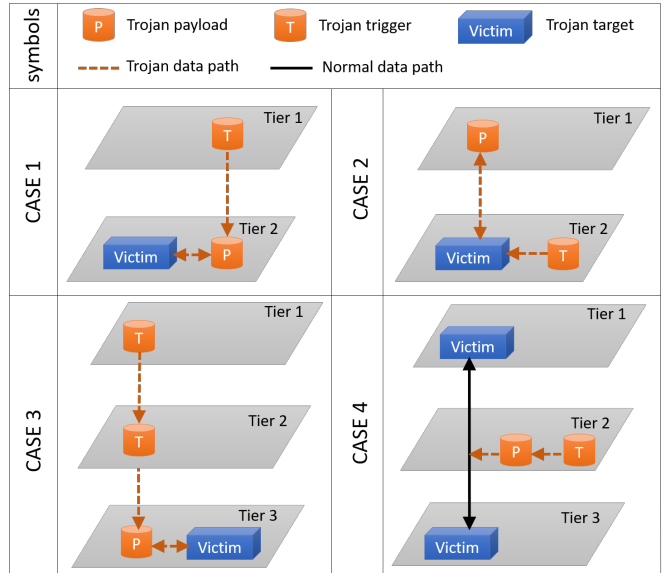 symbols
P Trojan payload T Trojan trigger Victim Trojan target
Trojan data path Normal data path
CASE 1
Tier 1
T
Tier 2
Victim
P
CASE 2
Tier 1
P
Tier 2
Victim
T
CASE 3
Tier 1
T
Tier 2
T
Tier 3
P
Victim
CASE 4
Tier 1
Victim
Tier 2
P
T
Tier 3
Victim